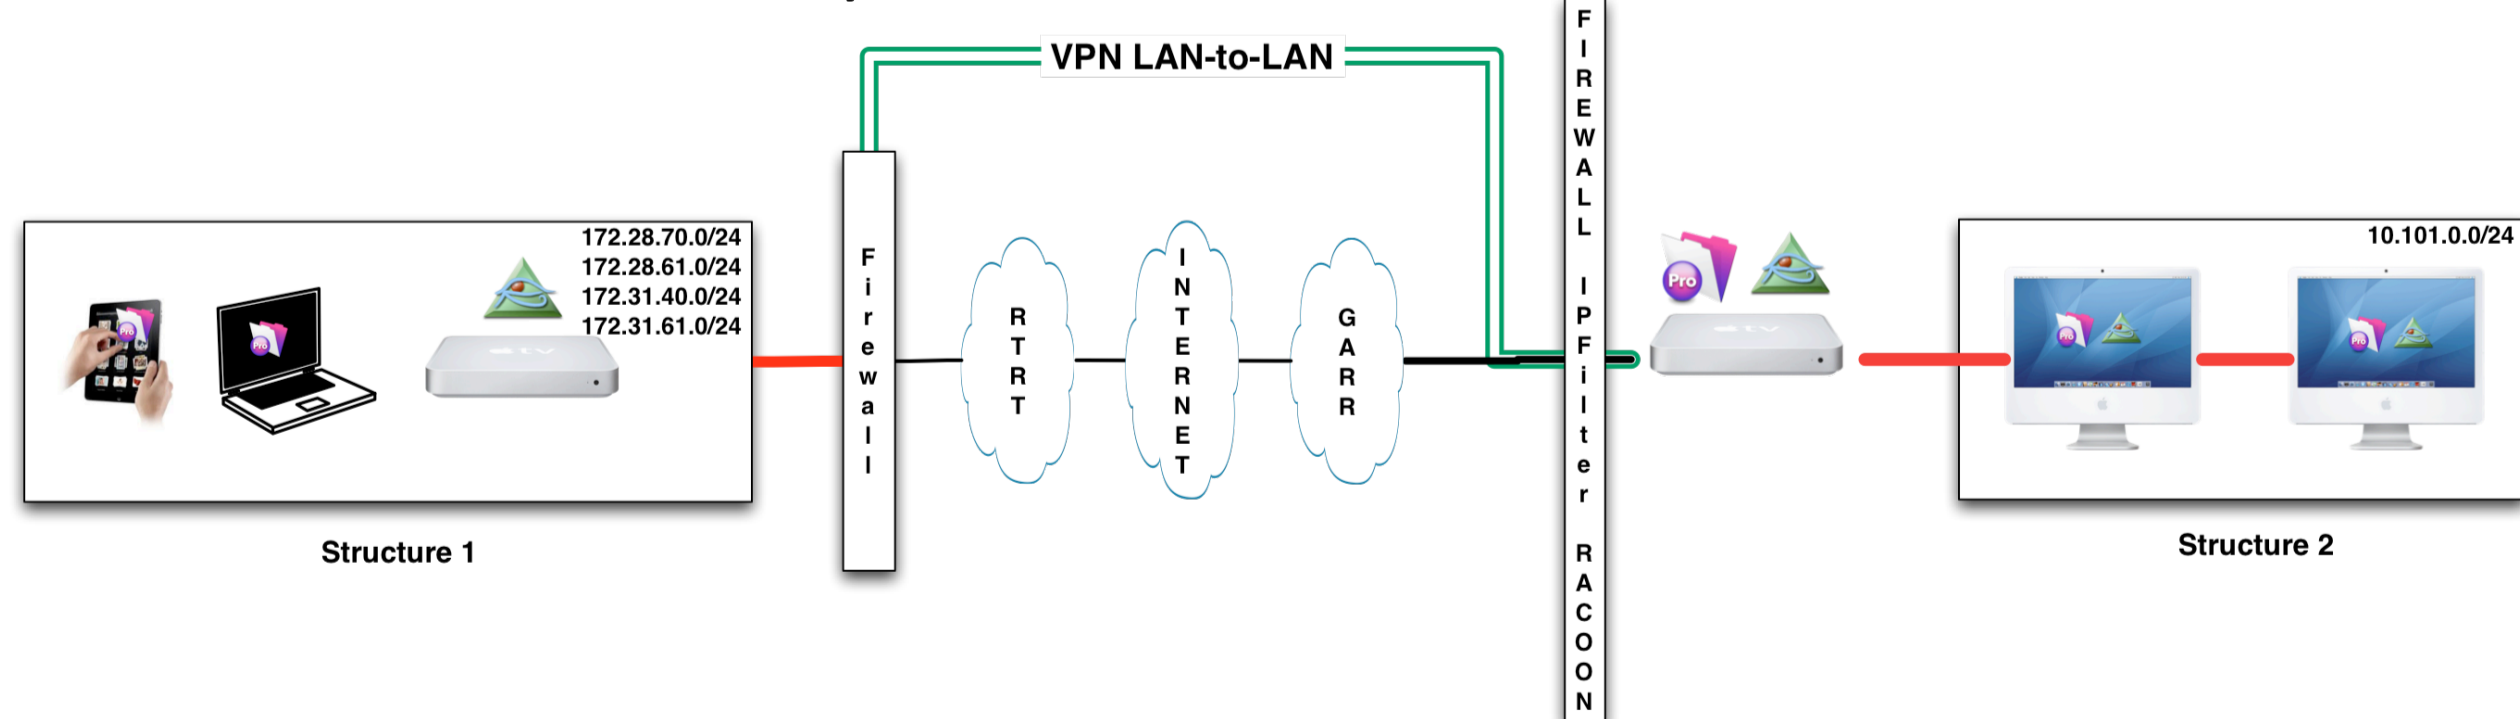 VPN LAN-to-LAN
172.28.70.0/24
172.28.61.0/24
172.31.40.0/24
172.31.61.0/24
Structure 1
Firewall
RTRT
INTERNET
GARR
FIREWALL IPFilter RACOON
Pro
tv
10.101.0.0/24
Structure 2